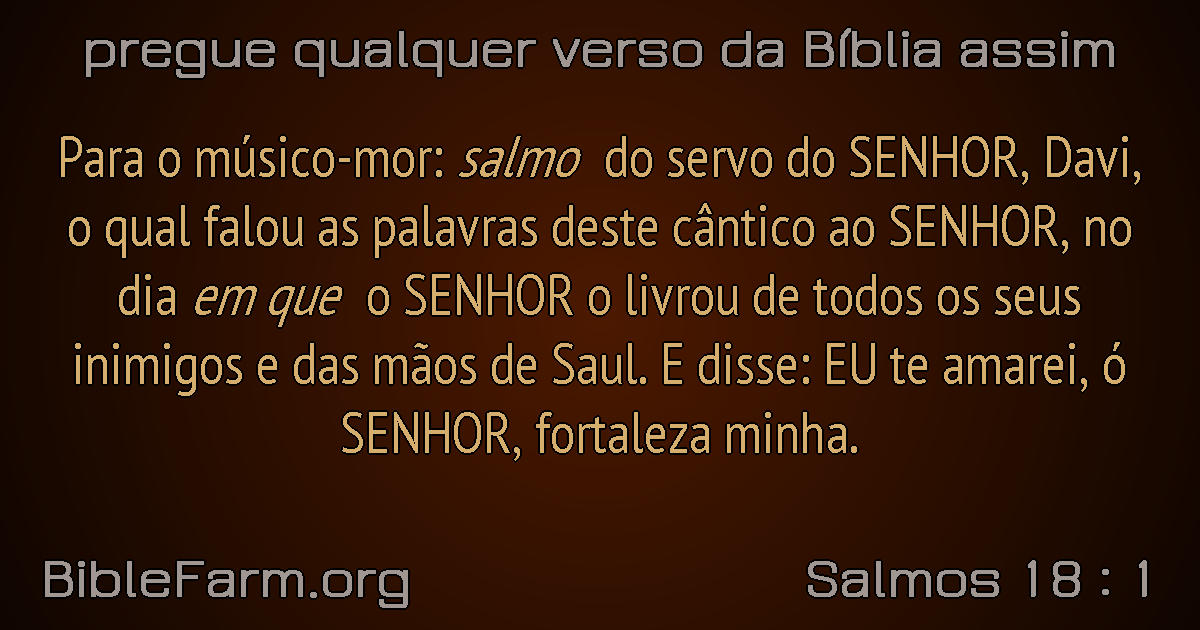 pregue qualquer verso da Bíblia assim
Para o músico-mor: salmo do servo do SENHOR, Davi,
o qual falou as palavras deste cântico ao SENHOR, no
dia em que o SENHOR o livrou de todos os seus
inimigos e das mãos de Saul. E disse: EU te amarei, ó
SENHOR, fortaleza minha.
BibleFarm.org
Salmos 18 : 1